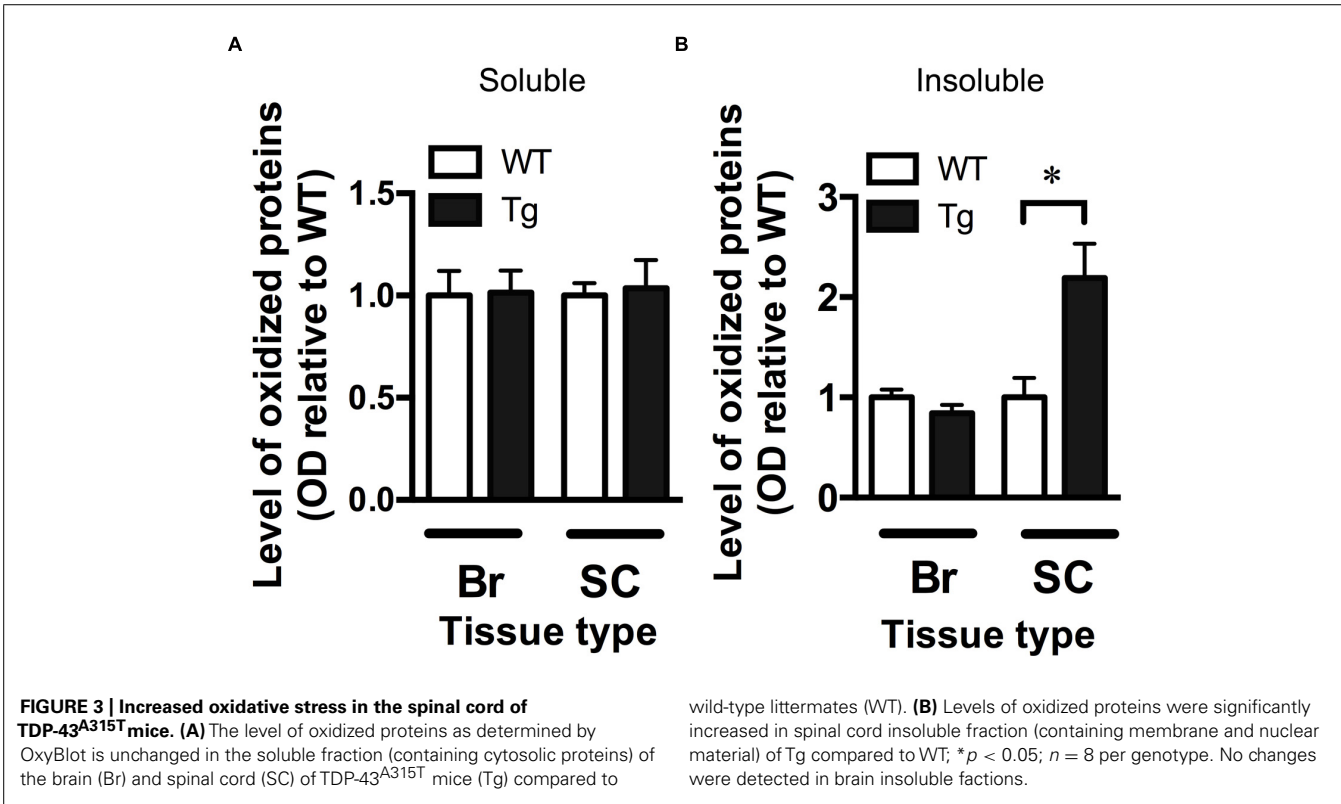 A
Soluble
WT
Tg
Level of oxidized proteins
(OD relative to WT)
1.5
1.0
0.5
0.0
Br SC
Tissue type
B
Insoluble
WT
Tg
*
Level of oxidized proteins
(OD relative to WT)
3
2
1
0
Br SC
Tissue type
FIGURE 3 | Increased oxidative stress in the spinal cord of
TDP-43^A315T mice. (A) The level of oxidized proteins as determined by
OxyBlot is unchanged in the soluble fraction (containing cytosolic proteins) of
the brain (Br) and spinal cord (SC) of TDP-43^A315T mice (Tg) compared to
wild-type littermates (WT). (B) Levels of oxidized proteins were significantly
increased in spinal cord insoluble fraction (containing membrane and nuclear
material) of Tg compared to WT; *p < 0.05; n = 8 per genotype. No changes
were detected in brain insoluble factions.